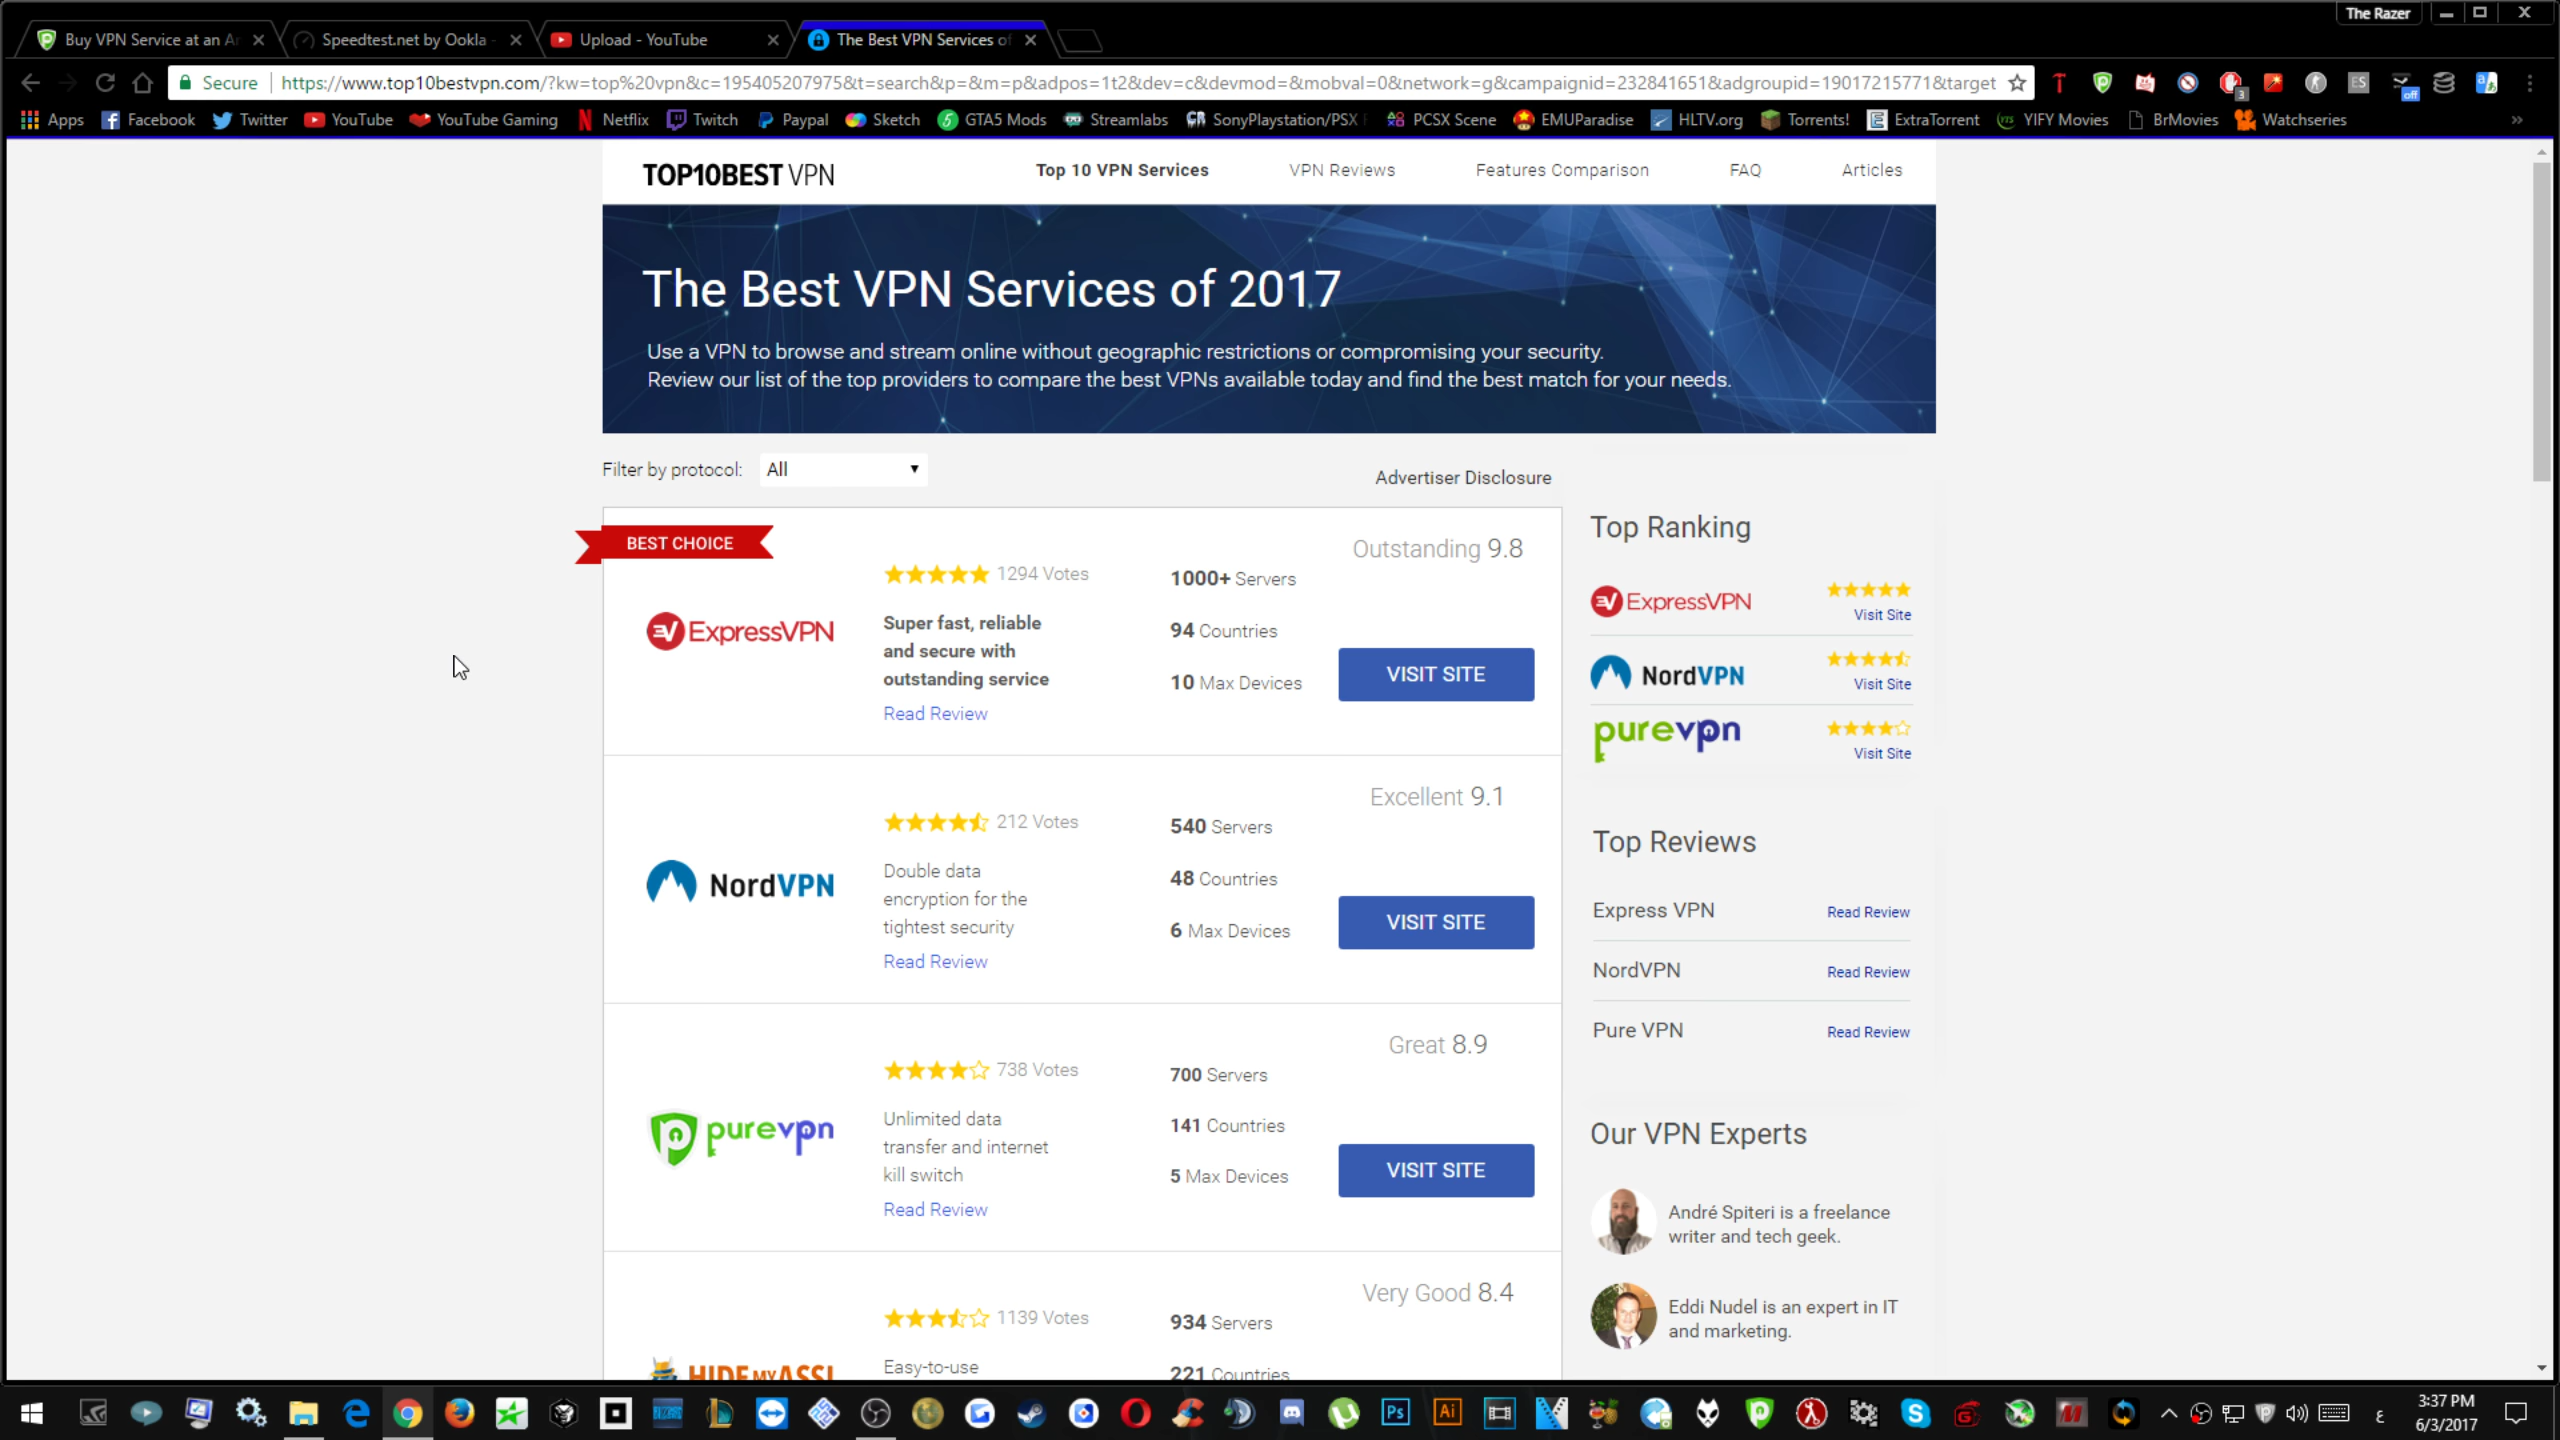 The Razer
Buy VPN Service at an A
Speedtest.net by Ookla -
Upload - YouTube
The Best VPN Services of
Secure
https://www.top10bestvpn.com/?kw=top%20vpn&c=195405207975&t=search&p=&m=p&adpos=1t2&dev=c&devmod=&mobval=0&network=g&campaignid=232841651&adgroupid=19017215771&target
3
ES
off
Apps
Facebook
Twitter
YouTube
YouTube Gaming
Netflix
Twitch
Paypal
Sketch
GTA5 Mods
Streamlabs
SonyPlaystation/PSX
PCSX Scene
EMUParadise
HLTV.org
Torrents!
ExtraTorrent
YIFY Movies
BrMovies
Watchseries
»
TOP10BEST VPN
Top 10 VPN Services
VPN Reviews
Features Comparison
FAQ
Articles
The Best VPN Services of 2017
Use a VPN to browse and stream online without geographic restrictions or compromising your security.
Review our list of the top providers to compare the best VPNs available today and find the best match for your needs.
Filter by protocol:
All
Advertiser Disclosure
BEST CHOICE
ExpressVPN
1294 Votes
Super fast, reliable
and secure with
outstanding service
Read Review
1000+ Servers
94 Countries
10 Max Devices
Outstanding 9.8
VISIT SITE
NordVPN
212 Votes
Double data
encryption for the
tightest security
Read Review
540 Servers
48 Countries
6 Max Devices
Excellent 9.1
VISIT SITE
purevpn
738 Votes
Unlimited data
transfer and internet
kill switch
Read Review
700 Servers
141 Countries
5 Max Devices
Great 8.9
VISIT SITE
HIDE MY ASS!
1139 Votes
Easy-to-use
934 Servers
221 Countries
Very Good 8.4
Top Ranking
ExpressVPN
Visit Site
NordVPN
Visit Site
purevpn
Visit Site
Top Reviews
Express VPN
Read Review
NordVPN
Read Review
Pure VPN
Read Review
Our VPN Experts
André Spiteri is a freelance
writer and tech geek.
Eddi Nudel is an expert in IT
and marketing.
Ps
Ai
ع
3:37 PM
6/3/2017